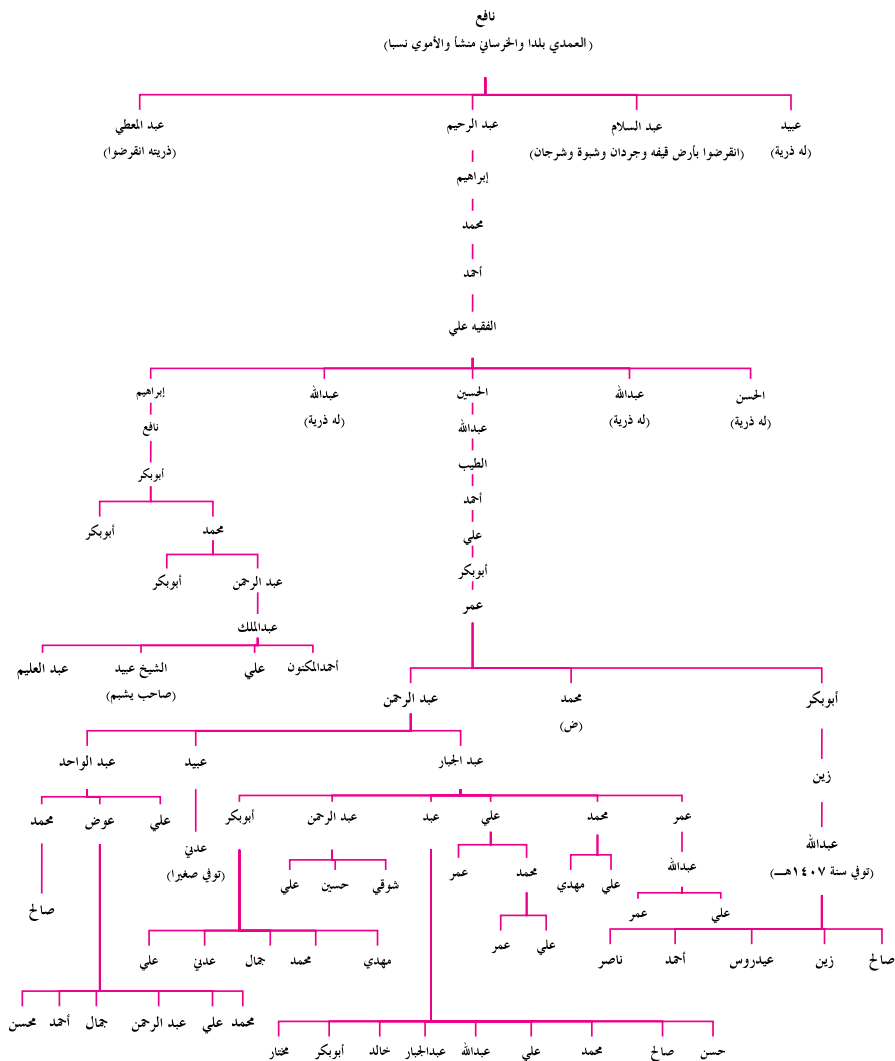 نافع
(العمدي بلدا والخرساني منشأ والأموي نسبا)
عبيد عبد السلام عبد الرحيم عبد المعطي
(له ذرية) (انقرضوا بأرض قيفه وجردان وشبوة وشرجان) (ذريته انقرضوا)
إبراهيم
محمد
أحمد
الفقيه علي
الحسن عبدالله الحسين عبدالله إبراهيم
(له ذرية) (له ذرية) عبدالله (له ذرية) نافع
الطيب
أبوبكر
أحمد
محمد أبوبكر
علي
أبوبكر
عبد الرحمن أبوبكر
عمر
عبدالملك
أحمدالمكنون علي الشيخ عبيد عبد العليم
(صاحب يشبم)
أبوبكر محمد عبد الرحمن
(ض)
زين عبد الجبار عبيد عبد الواحد
عمر محمد علي عبد عبد الرحمن أبوبكر علي عوض محمد
عبدالله عدني
(توفي سنة ١٤٠٧هـ) (توفي صغيرا)
عبدالله علي مهدي محمد عمر شوقي حسين علي
صالح
علي عمر
علي عمر
صالح زين عيدروس أحمد ناصر
مهدي محمد جمال عدني علي
محمد علي عبد الرحمن جمال أحمد محسن
حسن صالح محمد علي عبدالله عبدالجبار خالد أبوبكر مختار